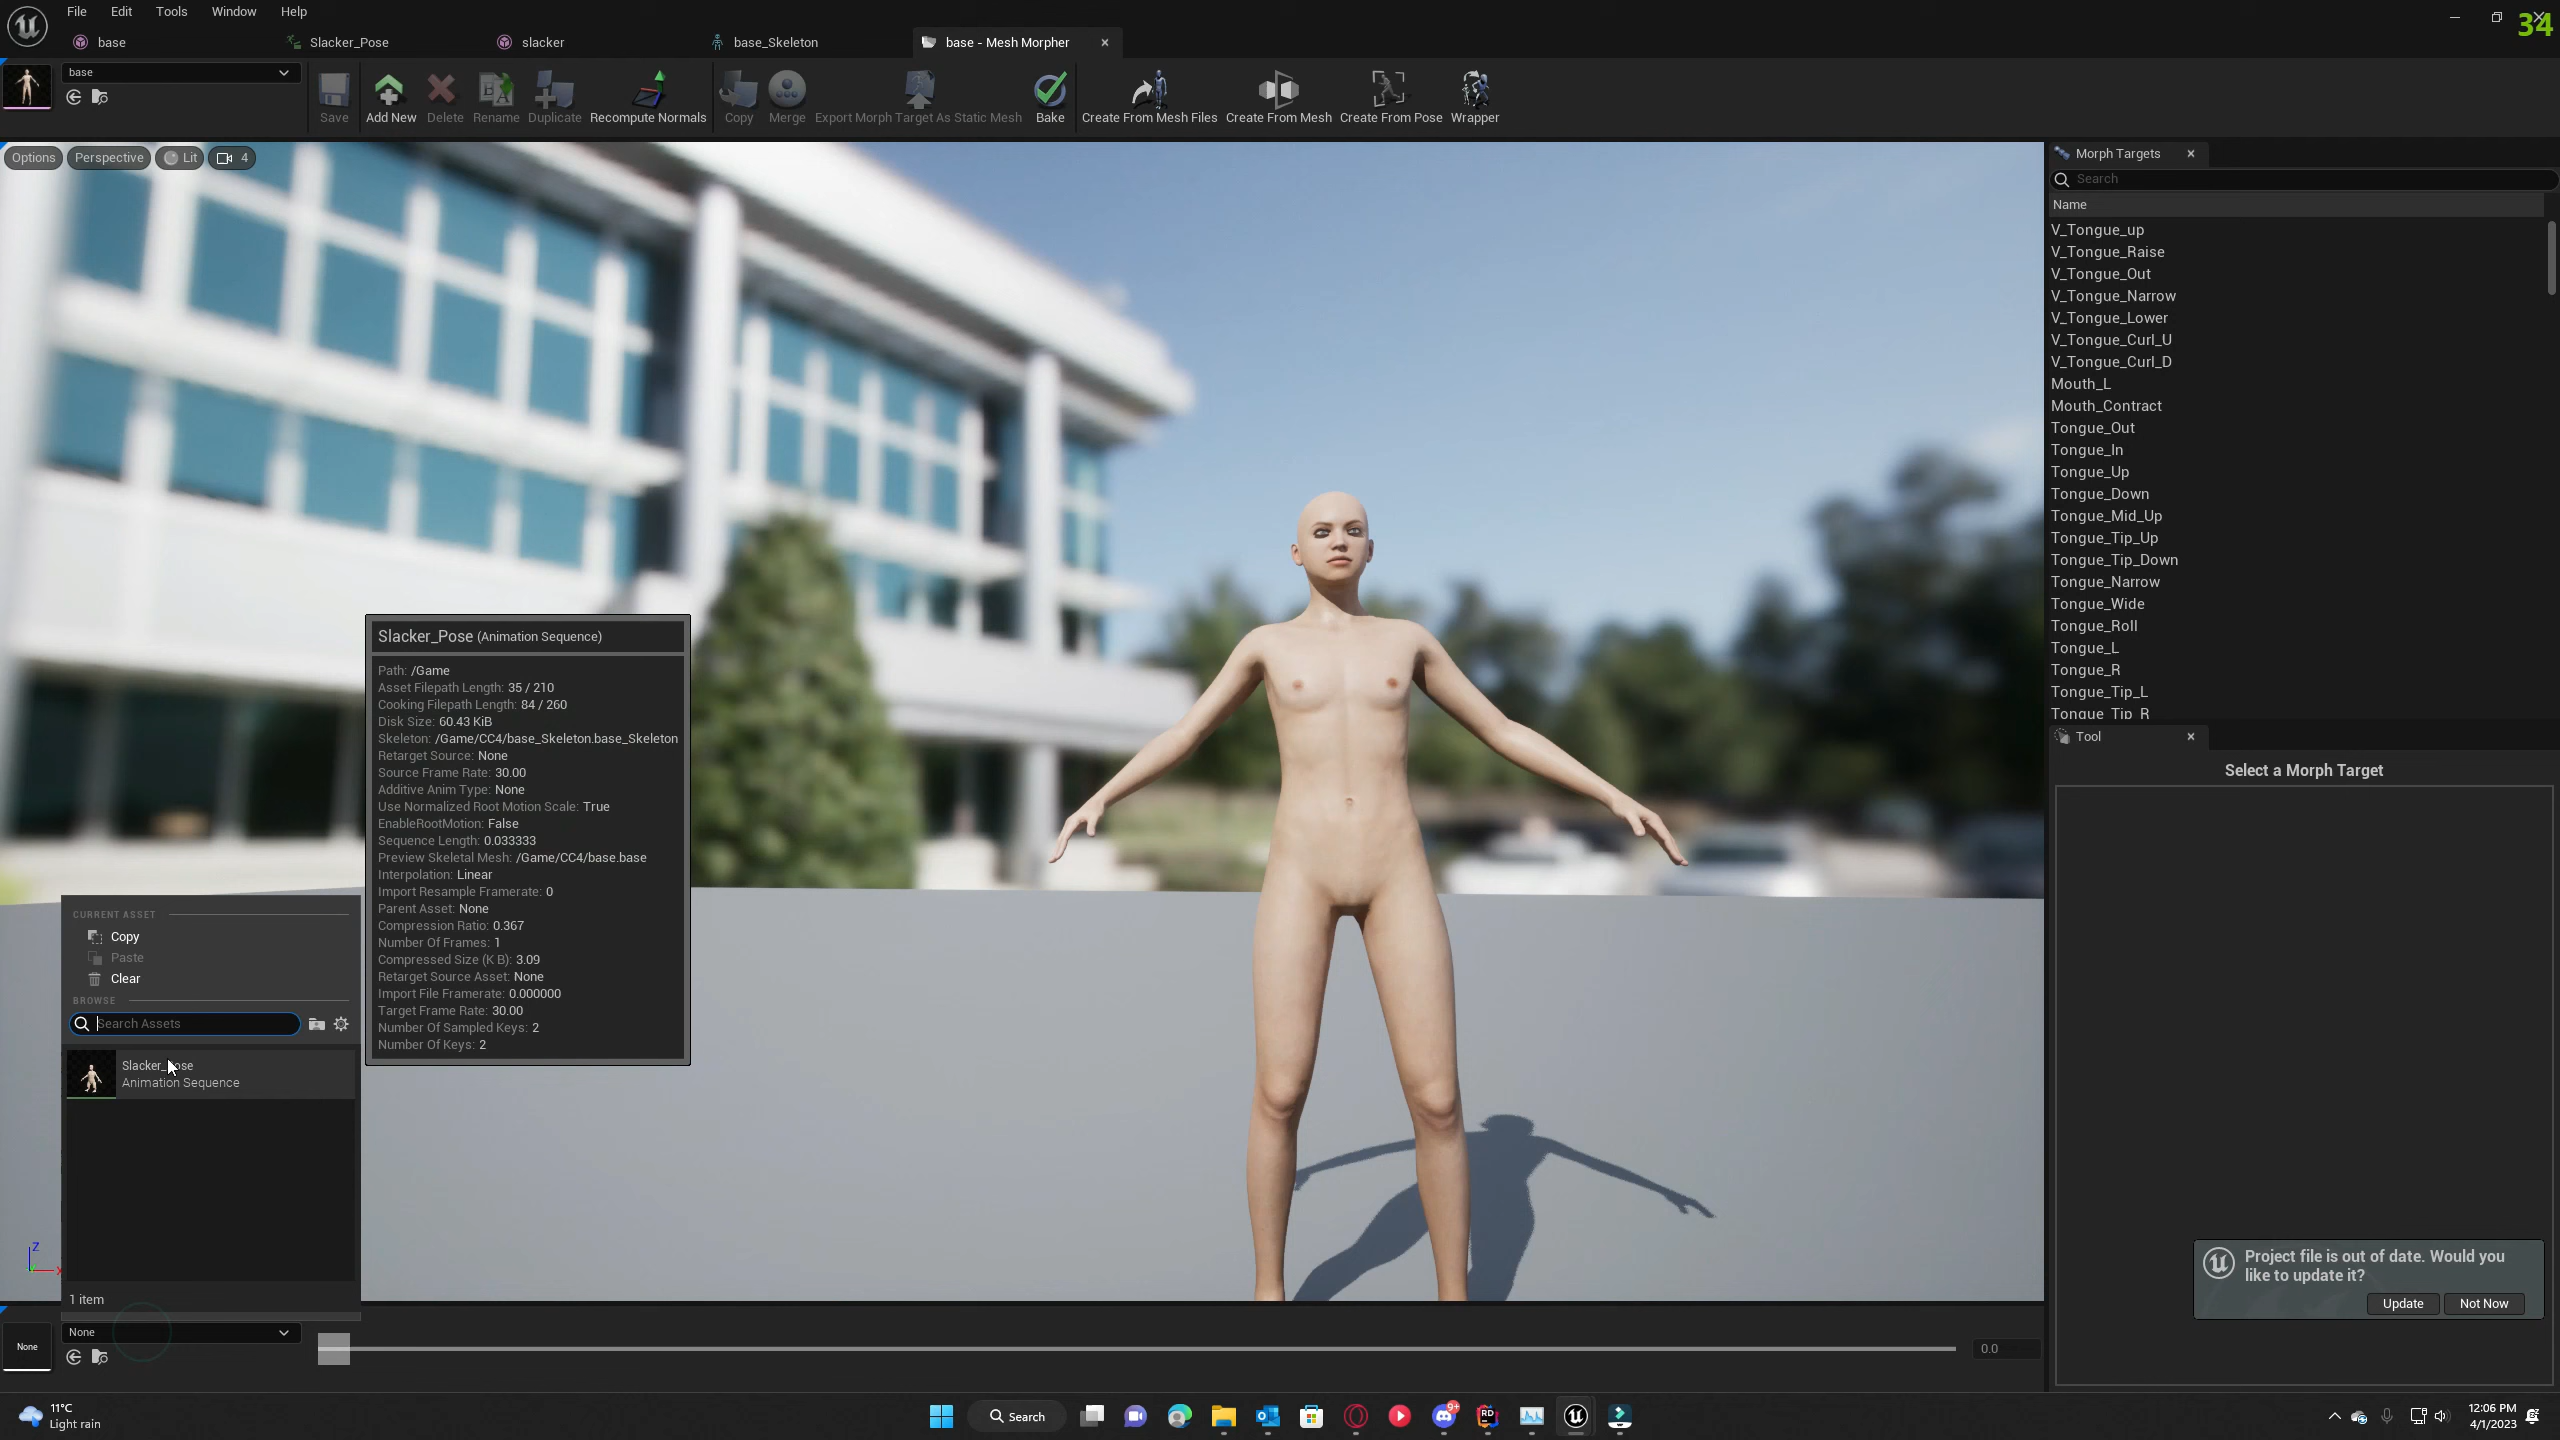 File Edit Tools Window Help
34
base
Slacker_Pose
slacker
base_Skeleton
base - Mesh Morpher
base
Save
Add New
Delete
Rename
Duplicate
Recompute Normals
Copy
Merge
Export Morph Target As Static Mesh
Bake
Create From Mesh Files
Create From Mesh
Create From Pose
Wrapper
Options
Perspective
Lit
4
Morph Targets
Search
Name
V_Tongue_up
V_Tongue_Raise
V_Tongue_Out
V_Tongue_Narrow
V_Tongue_Lower
V_Tongue_Curl_U
V_Tongue_Curl_D
Mouth_L
Mouth_Contract
Tongue_Out
Tongue_In
Tongue_Up
Tongue_Down
Tongue_Mid_Up
Tongue_Tip_Up
Tongue_Tip_Down
Tongue_Narrow
Tongue_Wide
Tongue_Roll
Tongue_L
Tongue_R
Tongue_Tip_L
Tongue_Tip_R
Tool
Select a Morph Target
Slacker_Pose (Animation Sequence)
Path: /Game
Asset Filepath Length: 35 / 210
Cooking Filepath Length: 84 / 260
Disk Size: 60.43 KiB
Skeleton: /Game/CC4/base_Skeleton.base_Skeleton
Retarget Source: None
Source Frame Rate: 30.00
Additive Anim Type: None
Use Normalized Root Motion Scale: True
EnableRootMotion: False
Sequence Length: 0.033333
Preview Skeletal Mesh: /Game/CC4/base.base
Interpolation: Linear
Import Resample Framerate: 0
Parent Asset: None
Compression Ratio: 0.367
Number Of Frames: 1
Compressed Size (K B): 3.09
Retarget Source Asset: None
Import File Framerate: 0.000000
Target Frame Rate: 30.00
Number Of Sampled Keys: 2
Number Of Keys: 2
CURRENT ASSET
Copy
Paste
Clear
BROWSE
Search Assets
Animation Sequence
1 item
Z
X
Project file is out of date. Would you
like to update it?
Update
Not Now
None
None
0.0
11°C
Light rain
Search
9+
RD
12:06 PM
4/1/2023